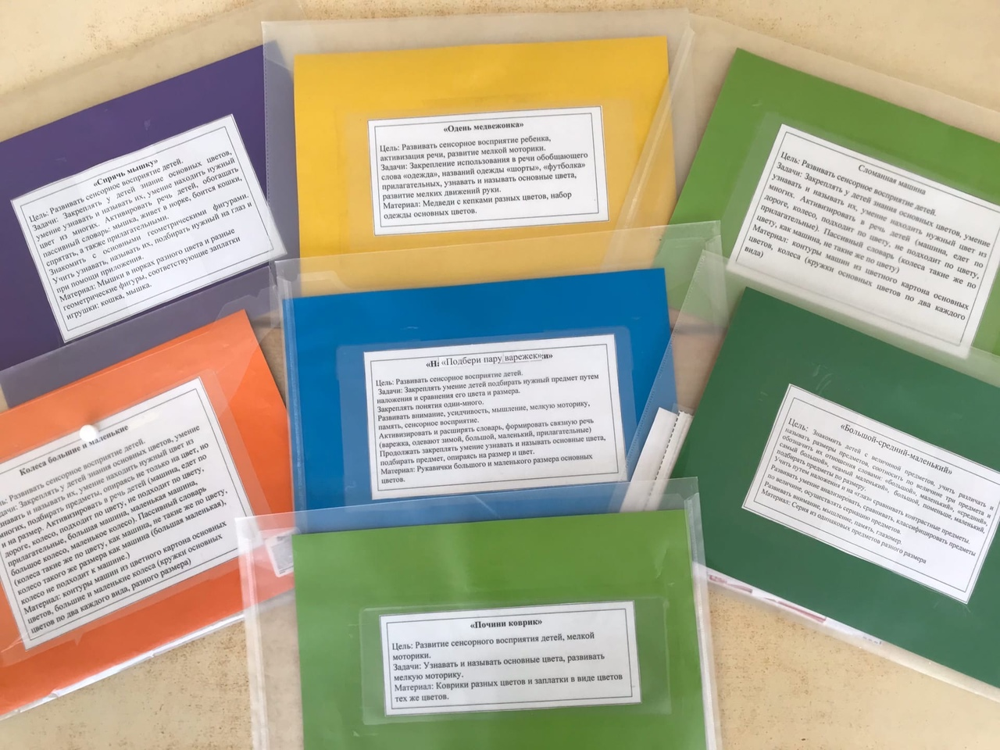 «Спрячь мышку»
Цель: Развивать сенсорное восприятие детей.
Задачи: Закреплять у детей знание основных цветов,
умение узнавать и называть их, умение находить нужный
цвет из многих. Активировать речь детей, обогащать
пассивный словарь: мышка, живет в норке, боится кошки,
спрятать, а также прилагательными.
Знакомить с основными геометрическими фигурами.
Учить узнавать, называть их, подбирать нужный на глаз и
при помощи приложения.
Материал: Мышки в норках разного цвета и разные
геометрические фигуры, соответствующие заплатки
игрушки: кошка, мышка.
«Одень медвежонка»
Цель: Развивать сенсорное восприятие ребенка,
активизация речи, развитие мелкой моторики.
Задачи: Закрепление использования в речи обобщающего
слова «одежда», названий одежды «шорты», «футболка»
прилагательных, узнавать и называть основные цвета,
развитие мелких движений руки.
Материал: Медведи с кепками разных цветов, набор
одежды основных цветов.
Сломанная машина
Цель: Развивать сенсорное восприятие детей.
Задачи: Закреплять у детей знания основных цветов, умение
узнавать и называть их, умение находить нужный цвет из
многих. Активизировать в речь детей (машина, едет по
дороге, колесо, подходит по цвету, не подходит по цвету,
прилагательные). Пассивный словарь (колеса такие же по
цвету, как машина, не такие же по цвету)
Материал: контуры машин из цветного картона основных
цветов, колеса (кружки основных цветов по два каждого
вида)
Колеса большие и маленькие
Развивать сенсорное восприятие детей.
Закреплять у детей знания основных цветов, умение
узнавать и называть их, умение находить нужный цвет из
многих, подбирать предметы, опираясь не только на цвет, но
и на размер. Активизировать в речь детей (машина, едет по
дороге, колесо, подходит по цвету, не подходит по цвету,
прилагательные, большая машина, маленькая машина,
большое колесо, маленькое колесо). Пассивный словарь
(колеса такие же по цвету, как машина, не такие же по цвету,
колесо такого же размера как машина (большая маленькая),
колесо не подходит к машине.)
Материал: контуры машин из цветного картона основных
цветов, большие и маленькие колеса (кружки основных
цветов по два каждого вида, разного размера)
«Подбери пару варежек»
Цель: Развивать сенсорное восприятие детей.
Задачи: Закреплять умение детей подбирать нужный предмет путем
наложения и сравнения его цвета и размера.
Закреплять понятия один-много.
Развивать внимание, усидчивость, мышление, мелкую моторику,
память, сенсорное восприятие.
Активизировать и расширять словарь, формировать связную речь
(варежка, одевают зимой, большой, маленький, прилагательные)
Продолжать закреплять умение узнавать и называть основные цвета,
подбирать предмет, опираясь на размер и цвет.
Материал: Рукавички большого и маленького размера основных
цветов.
«Большой-средний-маленький»
Цель: Знакомить детей с величиной предметов, учить различать и
называть размеры предметов, соотносить по величине три предмета и
обозначить их отношения словами: «большой», маленький», «средний»,
самый большой», «самый маленький», большой, поменьше, маленький,
подбирать предметы по размеру.
Учить путем наложения и на «глаз» сравнивать контрастные предметы.
Развивать умение анализировать, сравнивать, классифицировать предметы
по величине, осуществлять сериацию предметов.
Развивать внимание, мышление, память, глазомер.
Материал: Серия из одинаковых предметов разного размера
«Почини коврик»
Цель: Развитие сенсорного восприятия детей, мелкой
моторики.
Задачи: Узнавать и называть основные цвета, развивать
мелкую моторику.
Материал: Коврики разных цветов и заплатки в виде цветов
тех же цветов.